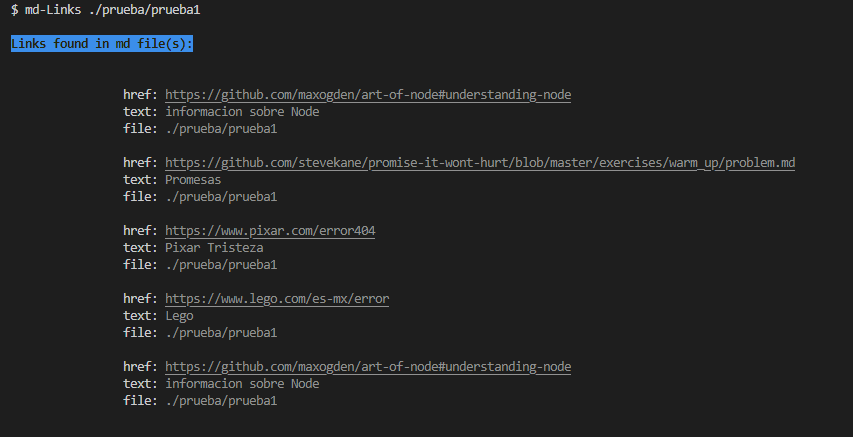 $ md-Links ./prueba/prueba1
Links found in md file(s):
href: https://github.com/maxogden/art-of-node#understanding-node
text: informacion sobre Node
file: ./prueba/prueba1
href: https://github.com/stevekane/promise-it-wont-hurt/blob/master/exercises/warm_up/problem.md
text: Promesas
file: ./prueba/prueba1
href: https://www.pixar.com/error404
text: Pixar Tristeza
file: ./prueba/prueba1
href: https://www.lego.com/es-mx/error
text: Lego
file: ./prueba/prueba1
href: https://github.com/maxogden/art-of-node#understanding-node
text: informacion sobre Node
file: ./prueba/prueba1